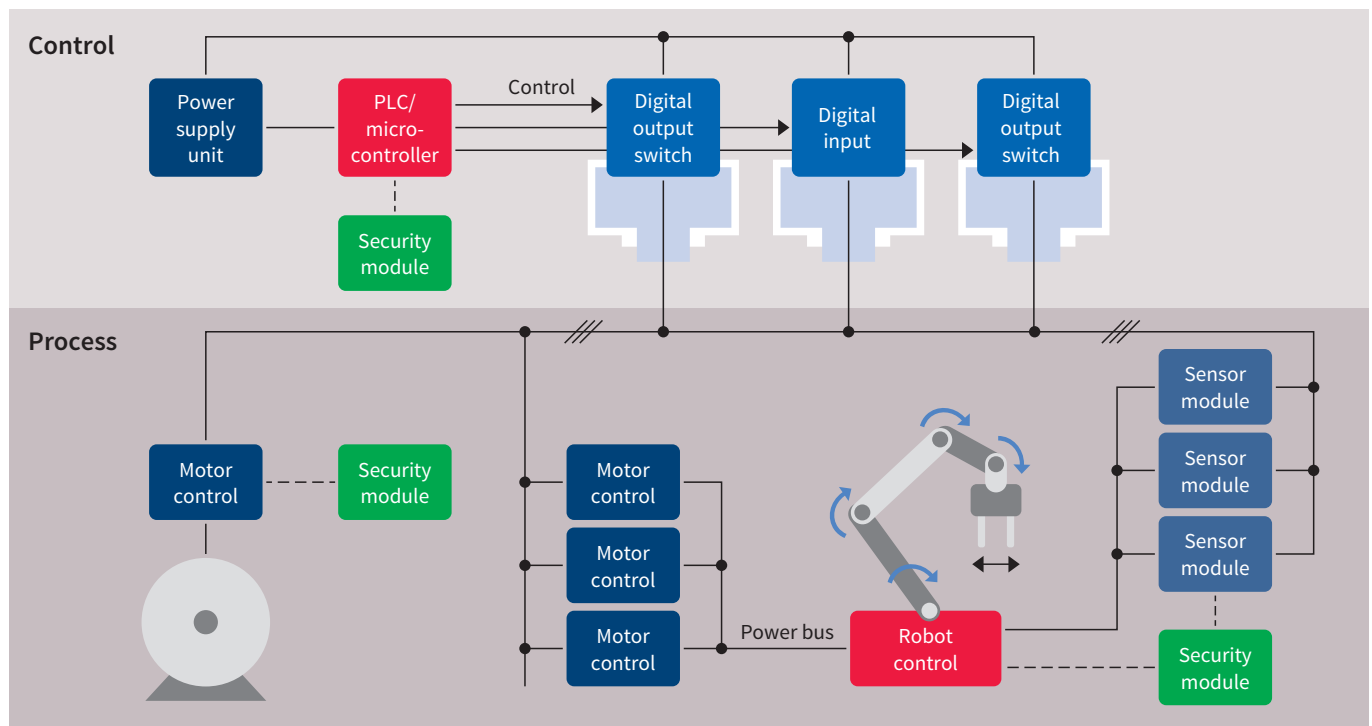 Control
Power
supply
unit
PLC/
micro-
controller
Control
Digital
output
switch
Digital
input
Digital
output
switch
Security
module
Process
Sensor
module
Motor
control
Security
module
Motor
control
Sensor
module
Motor
control
Sensor
module
Motor
control
Power bus
Robot
control
Security
module